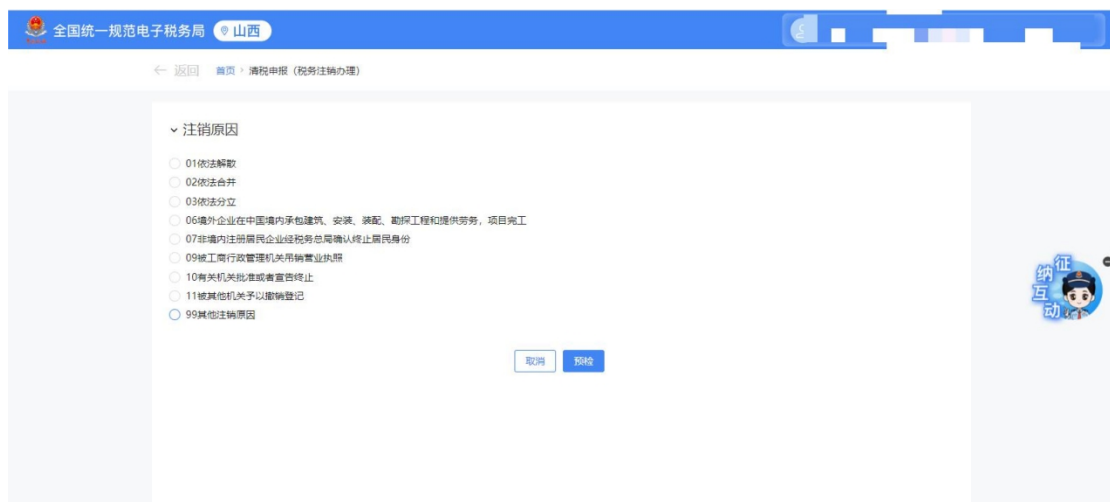 全国统一规范电子税务局 山西
返回 首页 > 清税申报（税务注销办理）
注销原因
01依法解散
02依法合并
03依法分立
06境外企业在中国境内承包建筑、安装、装配、勘探工程和提供劳务，项目完工
07非境内注册居民企业经税务总局确认终止居民身份
09被工商行政管理机关吊销营业执照
10有关机关批准或者宣告终止
11被其他机关予以撤销登记
99其他注销原因
取消 预检
征纳互动